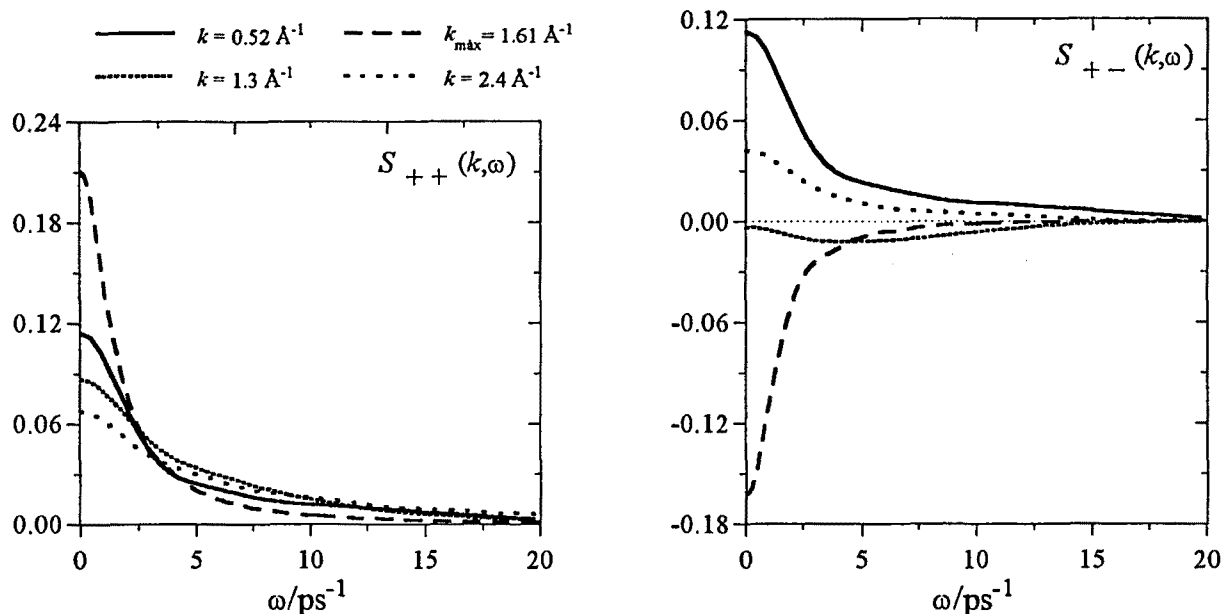 k = 0.52 Å⁻¹ k_máx = 1.61 Å⁻¹
k = 1.3 Å⁻¹ k = 2.4 Å⁻¹
S ₊ ₊ (k,ω)
0.24
0.18
0.12
0.06
0.00
0 5 10 15 20
ω/ps⁻¹
S ₊ ₋ (k,ω)
0.12
0.06
0.00
-0.06
-0.12
-0.18
0 5 10 15 20
ω/ps⁻¹